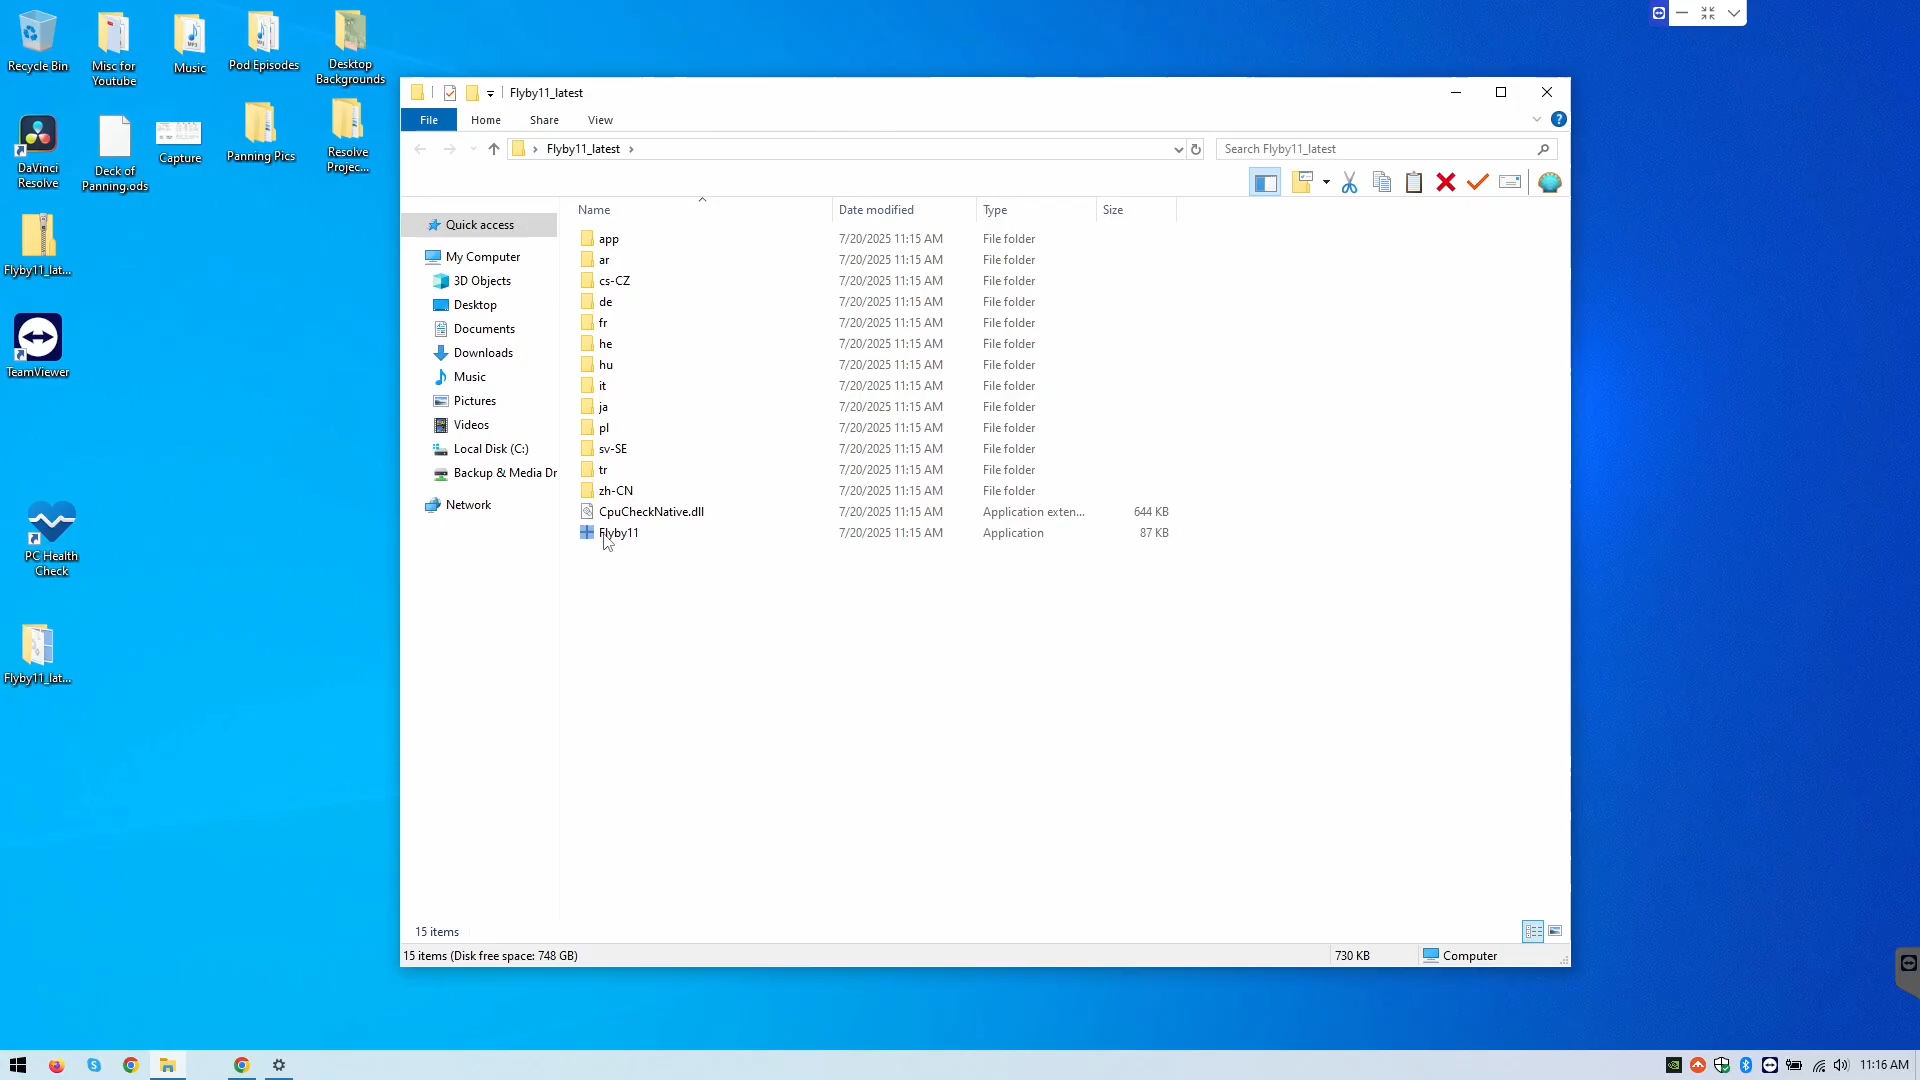 Recycle Bin
Misc for
Youtube
Music
Pod Episodes
Desktop
Backgrounds
DaVinci
Resolve
Deck of
Panning.ods
Capture
Panning Pics
Resolve
Projec...
Flyby11_lat...
TeamViewer
PC Health
Check
Flyby11_lat...
Flyby11_latest
File Home Share View
Flyby11_latest
Search Flyby11_latest
Name Date modified Type Size
Quick access
My Computer
3D Objects
Desktop
Documents
Downloads
Music
Pictures
Videos
Local Disk (C:)
Backup & Media Dr
Network
app 7/20/2025 11:15 AM File folder
ar 7/20/2025 11:15 AM File folder
cs-CZ 7/20/2025 11:15 AM File folder
de 7/20/2025 11:15 AM File folder
fr 7/20/2025 11:15 AM File folder
he 7/20/2025 11:15 AM File folder
hu 7/20/2025 11:15 AM File folder
it 7/20/2025 11:15 AM File folder
ja 7/20/2025 11:15 AM File folder
pl 7/20/2025 11:15 AM File folder
sv-SE 7/20/2025 11:15 AM File folder
tr 7/20/2025 11:15 AM File folder
zh-CN 7/20/2025 11:15 AM File folder
CpuCheckNative.dll 7/20/2025 11:15 AM Application exten... 644 KB
Flyby11 7/20/2025 11:15 AM Application 87 KB
15 items
15 items (Disk free space: 748 GB) 730 KB Computer
11:16 AM